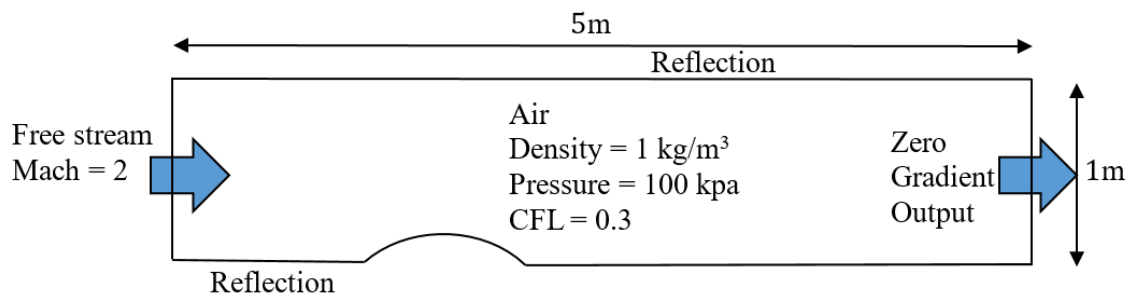 5m
Reflection
Free stream
Mach = 2
Air
Density = 1 kg/m³
Pressure = 100 kpa
CFL = 0.3
Zero
Gradient
Output
1m
Reflection